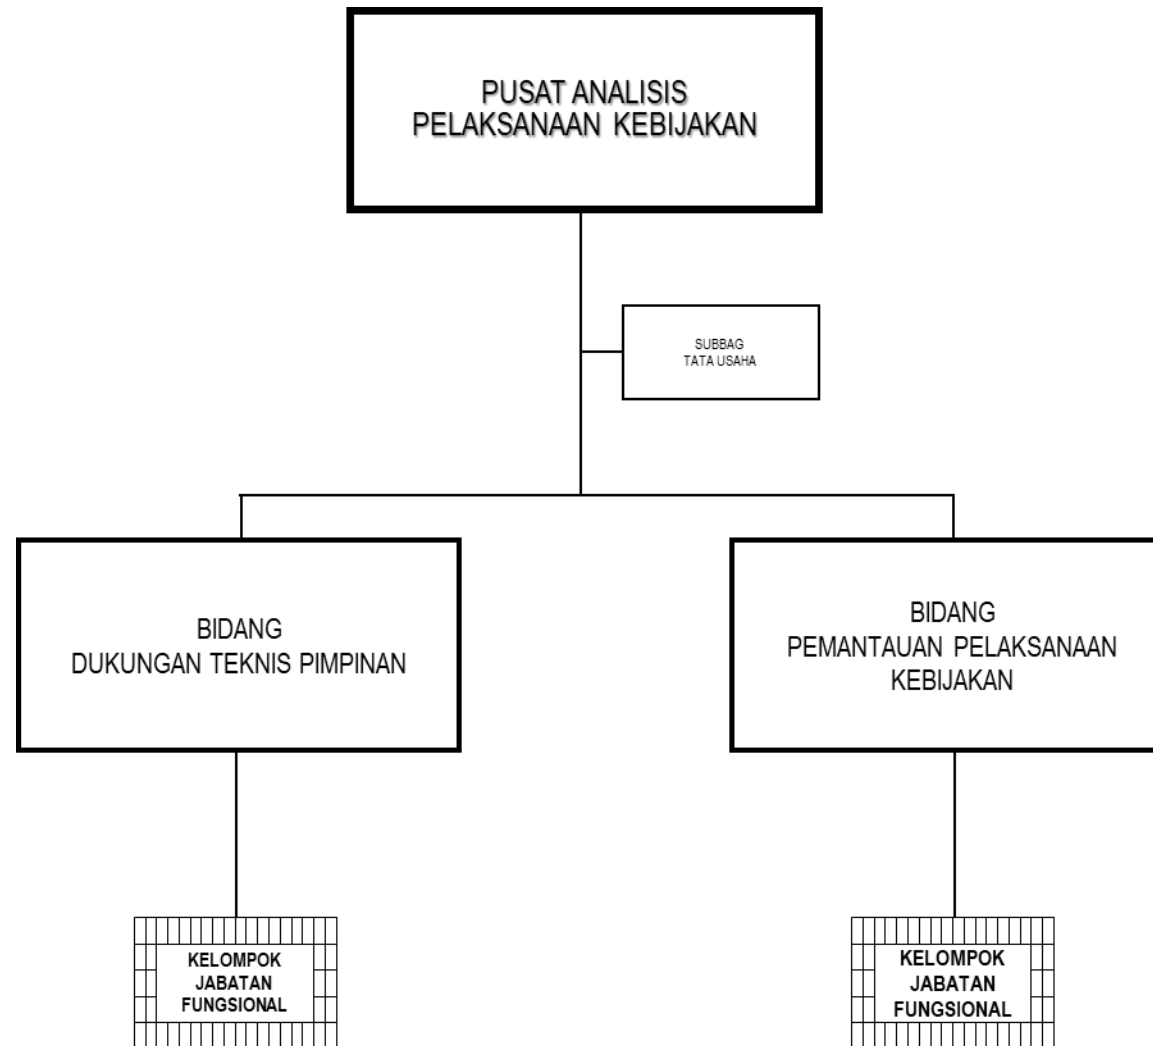 PUSAT ANALISIS
PELAKSANAAN KEBIJAKAN
SUBBAG
TATA USAHA
BIDANG
DUKUNGAN TEKNIS PIMPINAN
BIDANG
PEMANTAUAN PELAKSANAAN
KEBIJAKAN
KELOMPOK
JABATAN
FUNGSIONAL
KELOMPOK
JABATAN
FUNGSIONAL